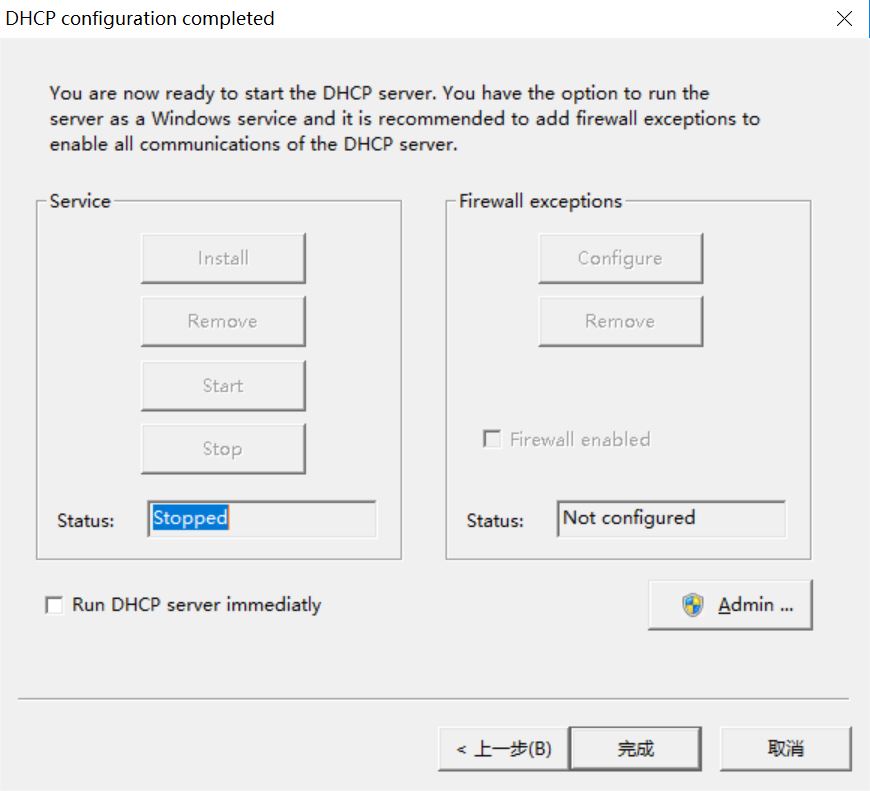 DHCP configuration completed
You are now ready to start the DHCP server. You have the option to run the
server as a Windows service and it is recommended to add firewall exceptions to
enable all communications of the DHCP server.
Service
Install
Remove
Start
Stop
Status: Stopped
Firewall exceptions
Configure
Remove
Firewall enabled
Status: Not configured
Run DHCP server immediatly
Admin ...
< 上一步(B)
完成
取消